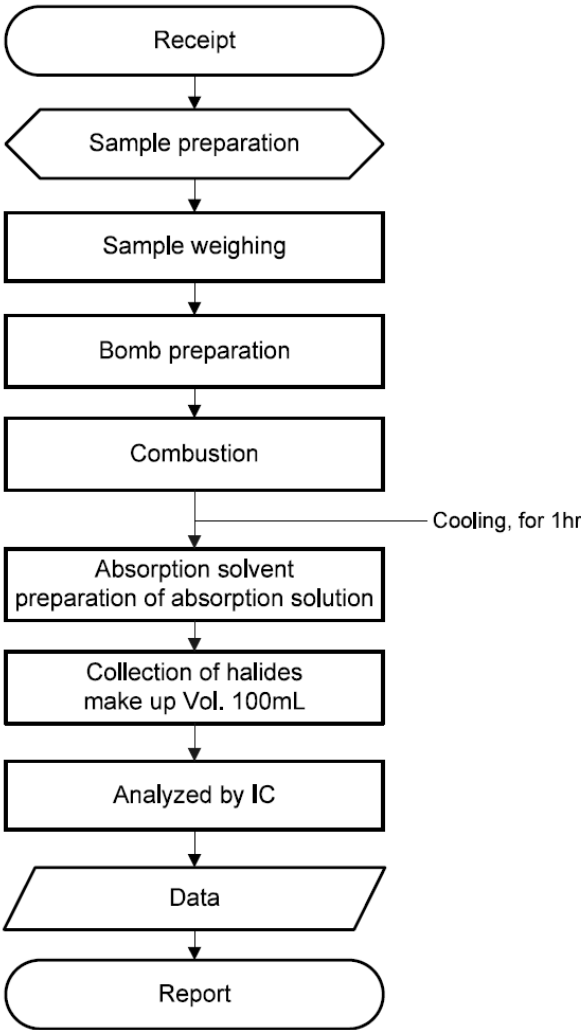 Receipt
Sample preparation
Sample weighing
Bomb preparation
Combustion
Cooling, for 1hr
Absorption solvent
preparation of absorption solution
Collection of halides
make up Vol. 100mL
Analyzed by IC
Data
Report